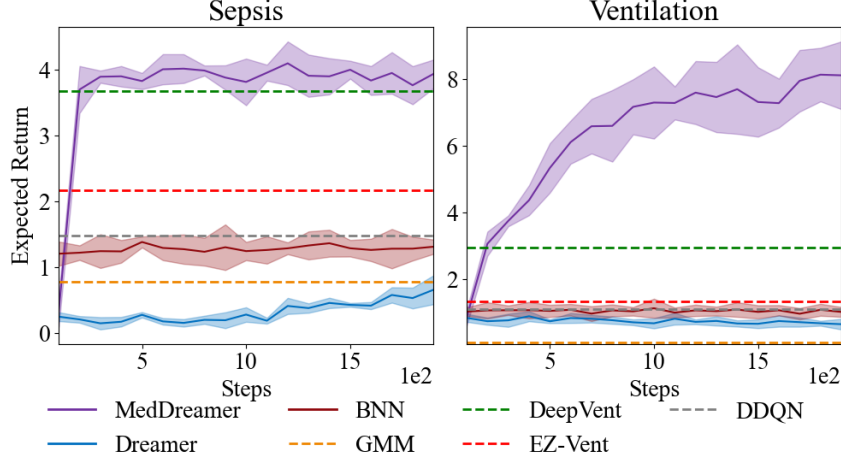 Sepsis
Ventilation
Expected Return
4
3
2
1
0
8
6
4
2
5
10
15
1e2
Steps
5
10
15
1e2
Steps
MedDreamer
BNN
DeepVent
DDQN
Dreamer
GMM
EZ-Vent